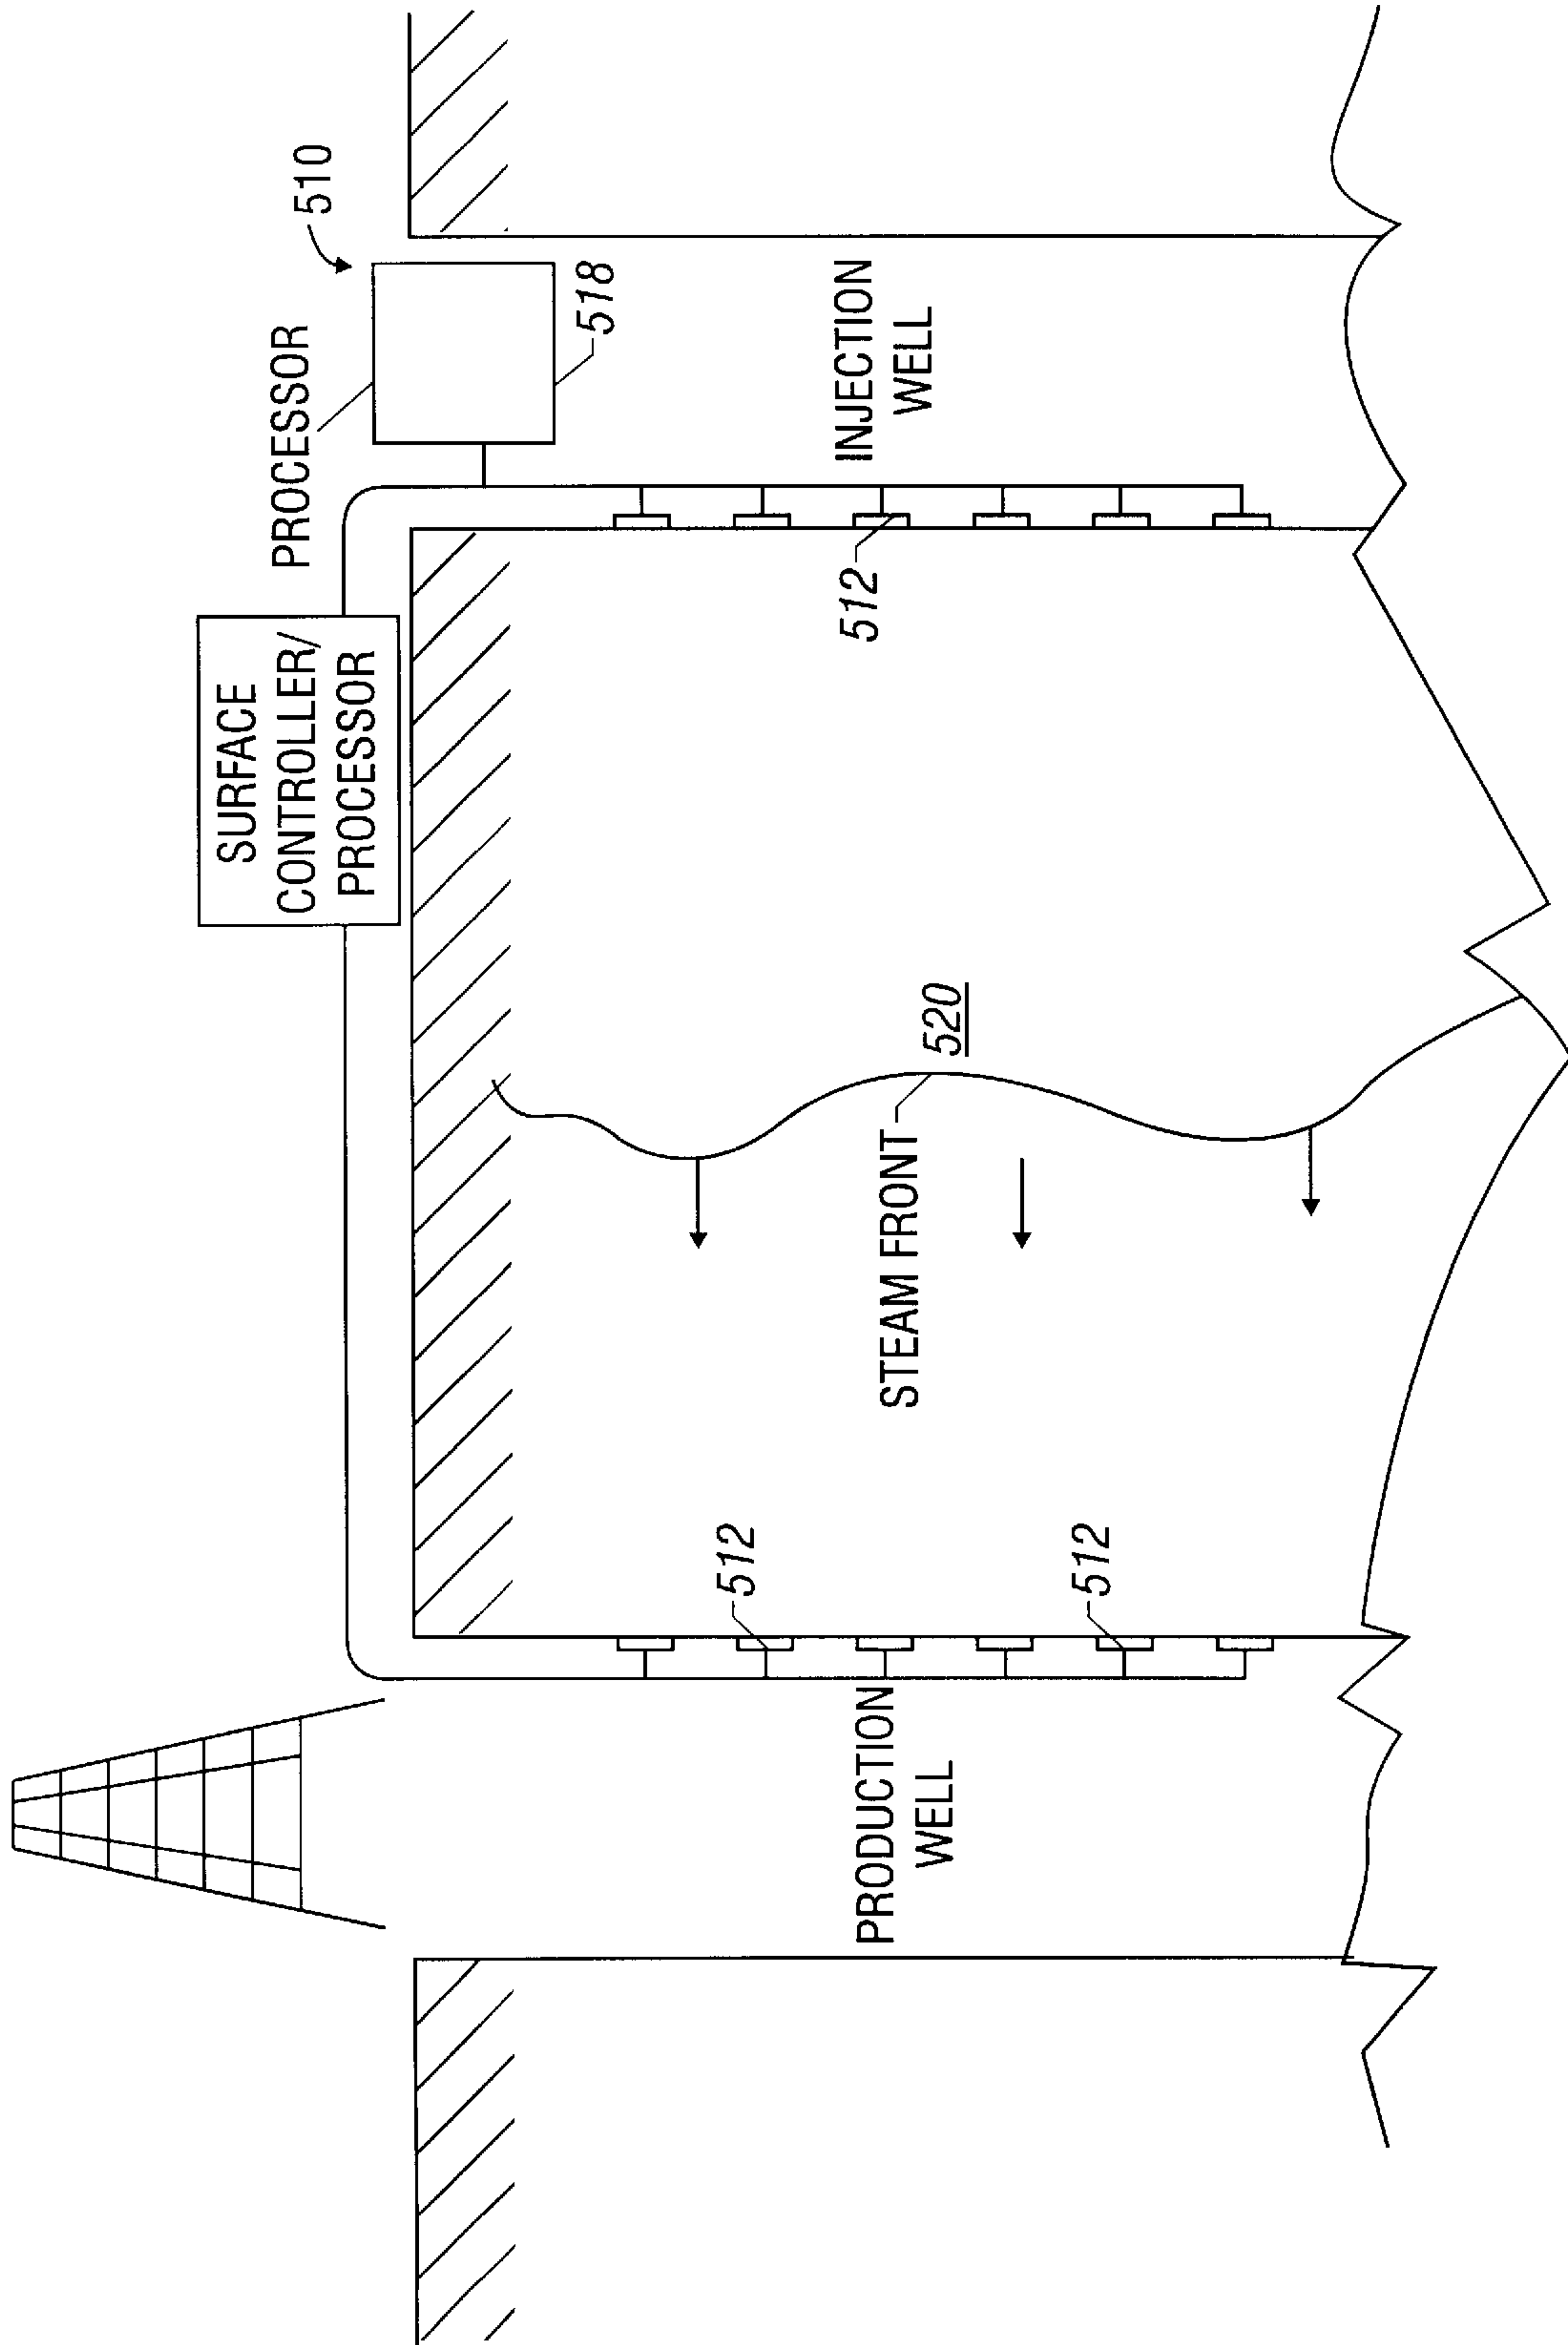 510
PROCESSOR
518
SURFACE
CONTROLLER/
PROCESSOR
INJECTION
WELL
512
STEAM FRONT
520
512
512
PRODUCTION
WELL